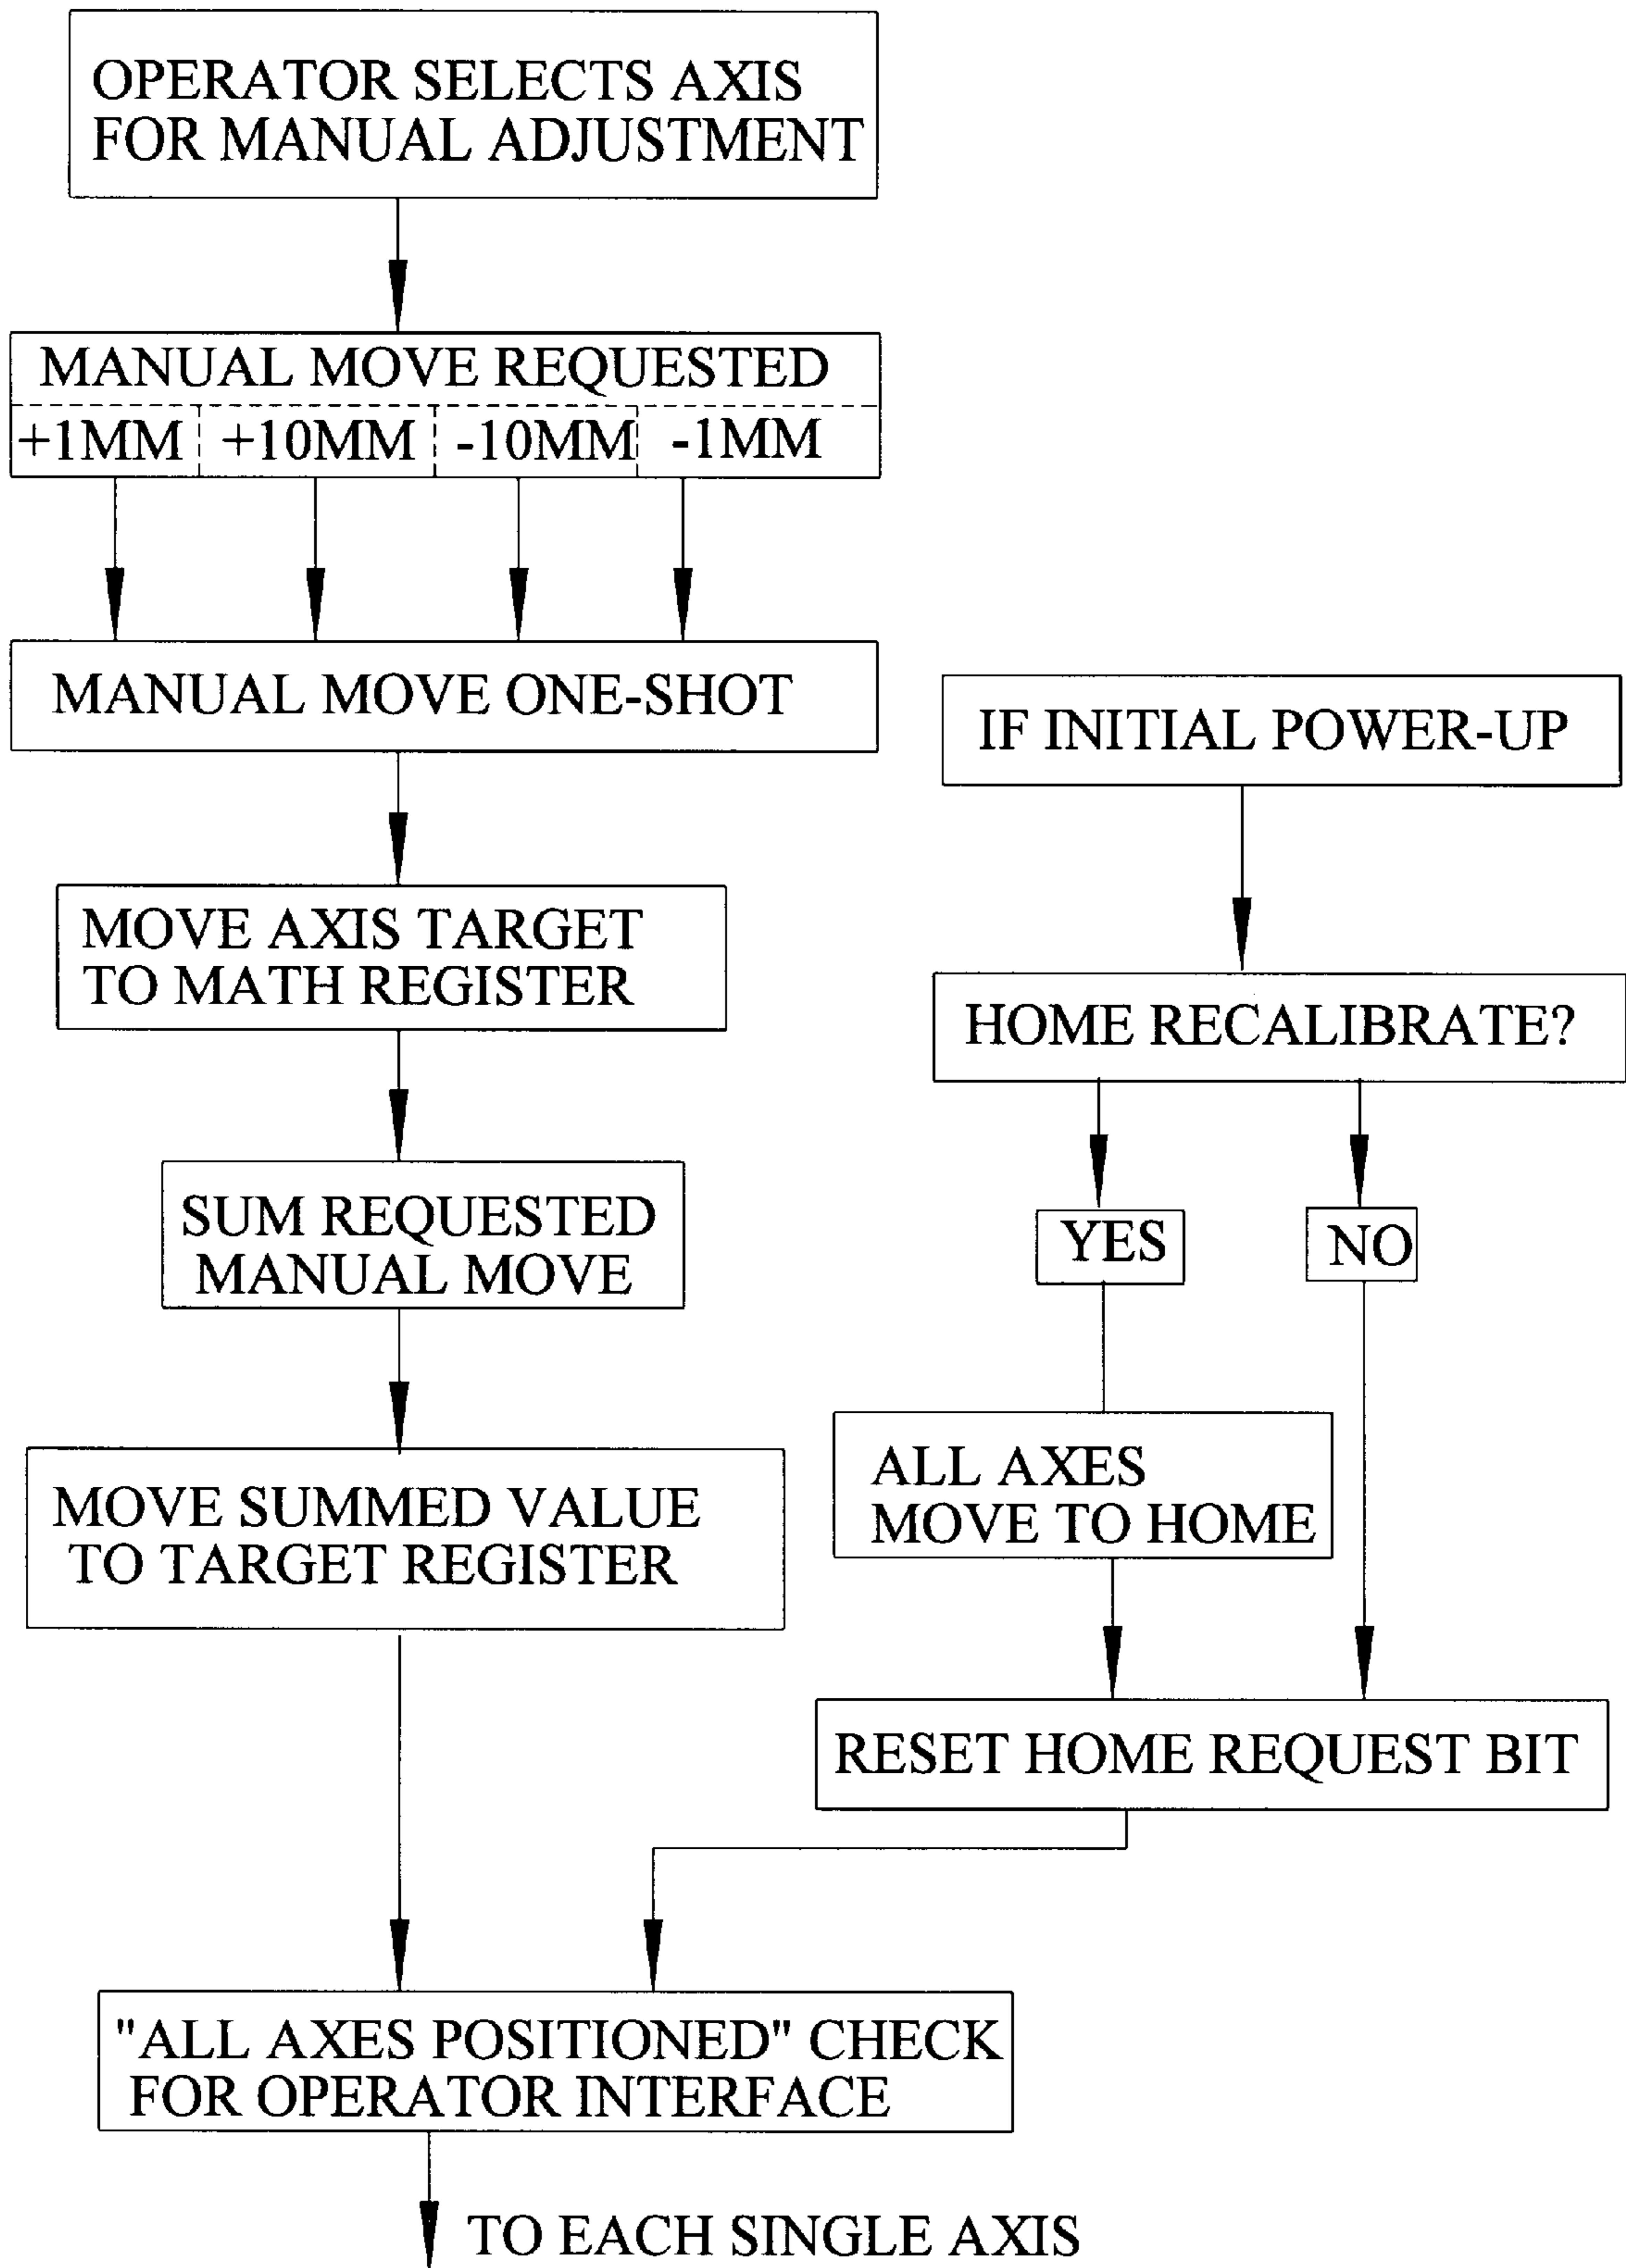 OPERATOR SELECTS AXIS
FOR MANUAL ADJUSTMENT
MANUAL MOVE REQUESTED
+1MM +10MM -10MM -1MM
MANUAL MOVE ONE-SHOT
MOVE AXIS TARGET
TO MATH REGISTER
SUM REQUESTED
MANUAL MOVE
MOVE SUMMED VALUE
TO TARGET REGISTER
IF INITIAL POWER-UP
HOME RECALIBRATE?
YES
NO
ALL AXES
MOVE TO HOME
RESET HOME REQUEST BIT
"ALL AXES POSITIONED" CHECK
FOR OPERATOR INTERFACE
TO EACH SINGLE AXIS